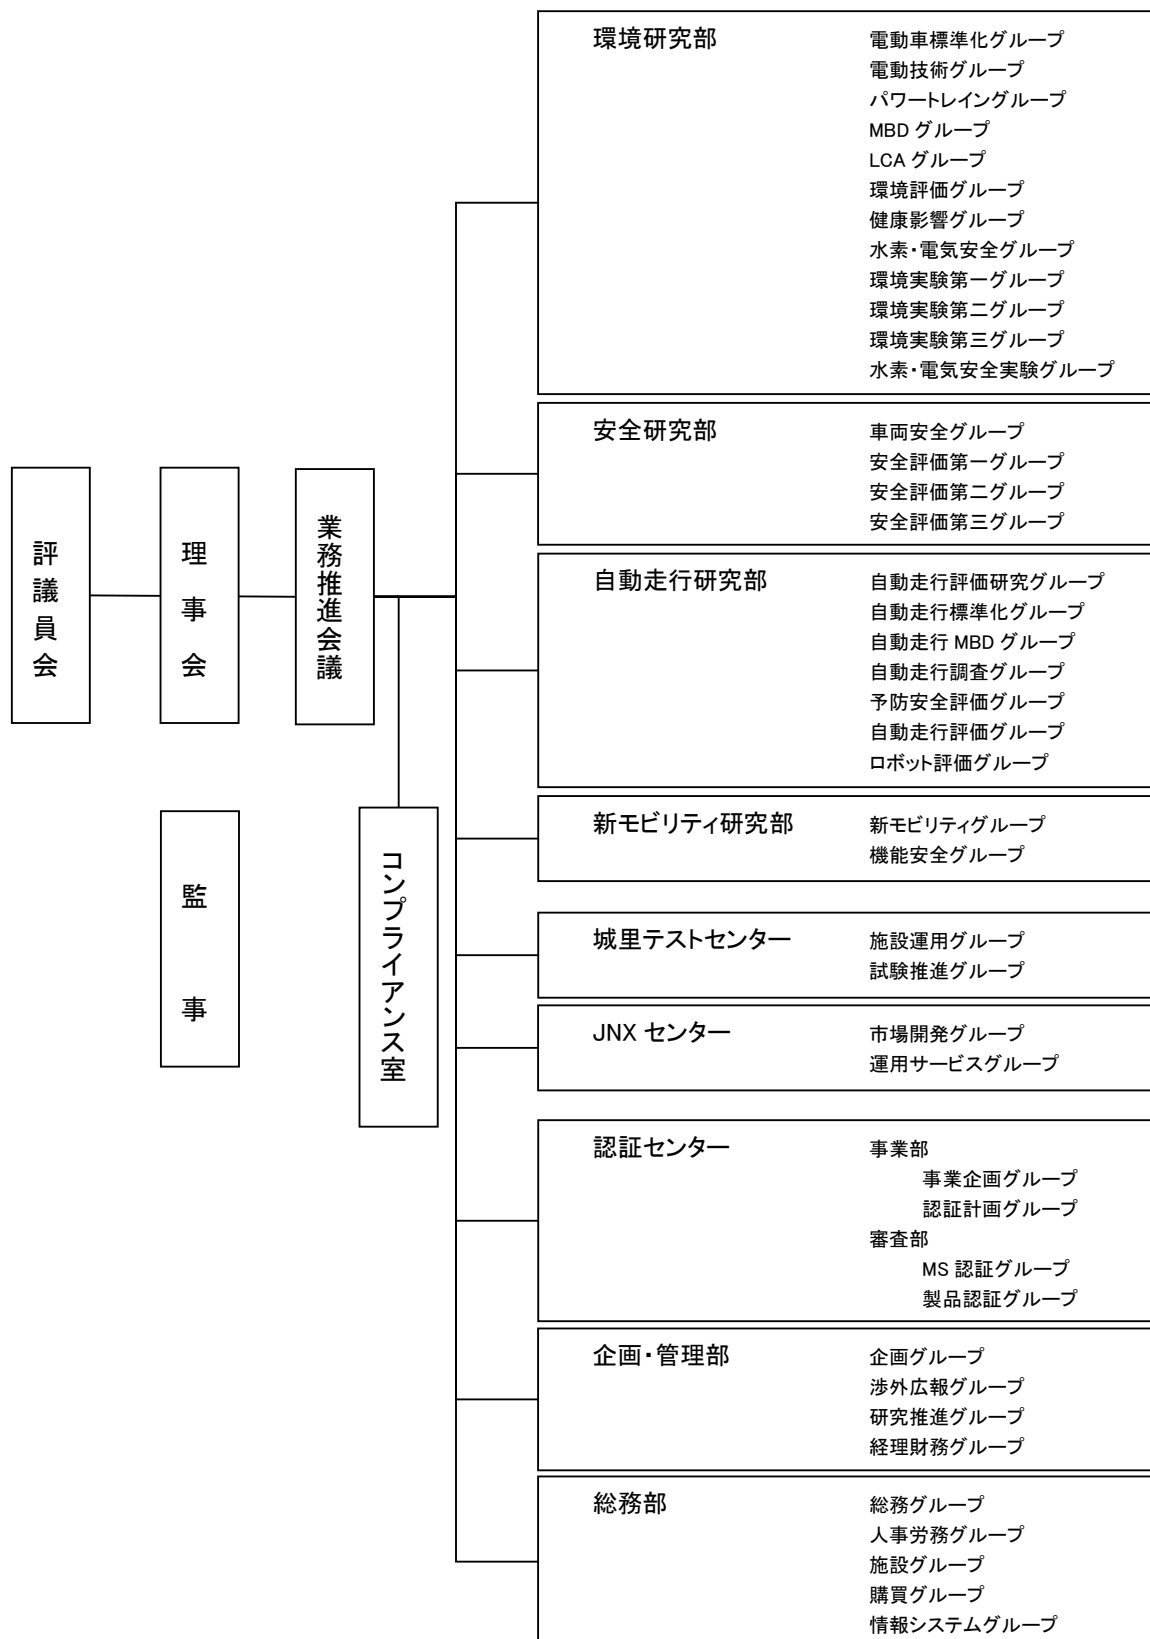 評議員会
理事会
監事
業務推進会議
コンプライアンス室
環境研究部
電動車標準化グループ
電動技術グループ
パワートレイングループ
MBD グループ
LCA グループ
環境評価グループ
健康影響グループ
水素・電気安全グループ
環境実験第一グループ
環境実験第二グループ
環境実験第三グループ
水素・電気安全実験グループ
安全研究部
車両安全グループ
安全評価第一グループ
安全評価第二グループ
安全評価第三グループ
自動走行研究部
自動走行評価研究グループ
自動走行標準化グループ
自動走行 MBD グループ
自動走行調査グループ
予防安全評価グループ
自動走行評価グループ
ロボット評価グループ
新モビリティ研究部
新モビリティグループ
機能安全グループ
城里テストセンター
施設運用グループ
試験推進グループ
JNX センター
市場開発グループ
運用サービスグループ
認証センター
事業部
事業企画グループ
認証計画グループ
審査部
MS 認証グループ
製品認証グループ
企画・管理部
企画グループ
渉外広報グループ
研究推進グループ
経理財務グループ
総務部
総務グループ
人事労務グループ
施設グループ
購買グループ
情報システムグループ